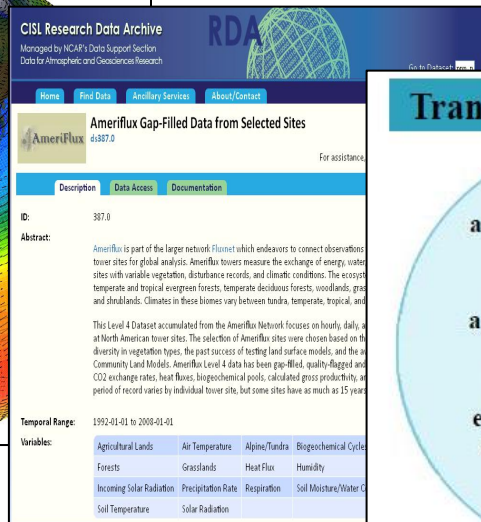 CISL Research Data Archive
Managed by NCAR's Data Support Section
Data for Atmospheric and Geosciences Research
RDA
Go to Dataset:
Home Find Data Ancillary Services About/Contact
AmeriFlux
Ameriflux Gap-Filled Data from Selected Sites
ds387.0
For assistance,
Description Data Access Documentation
ID: 387.0
Abstract:
Ameriflux is part of the larger network Fluxnet which endeavors to connect observations
tower sites for global analysis. Ameriflux towers measure the exchange of energy, water
sites with variable vegetation, disturbance records, and climatic conditions. The ecosyst
temperate and tropical evergreen forests, temperate deciduous forests, woodlands, gras
and shrublands. Climates in these biomes vary between tundra, temperate, tropical, and
This Level 4 Dataset accumulated from the Ameriflux Network focuses on hourly, daily, a
at North American tower sites. The selection of Ameriflux sites were chosen based on th
diversity in vegetation types, the past success of testing land surface models, and the av
Community Land Models. Ameriflux Level 4 data has been gap-filled, quality-flagged and
CO2 exchange rates, heat fluxes, biogeochemical pools, calculated gross productivity, an
period of record varies by individual tower site, but some sites have as much as 15 years
Temporal Range: 1992-01-01 to 2008-01-01
Variables:
Agricultural Lands Air Temperature Alpine/Tundra Biogeochemical Cycles
Forests Grasslands Heat Flux Humidity
Incoming Solar Radiation Precipitation Rate Respiration Soil Moisture/Water C
Soil Temperature Solar Radiation
Tran
a
a
e